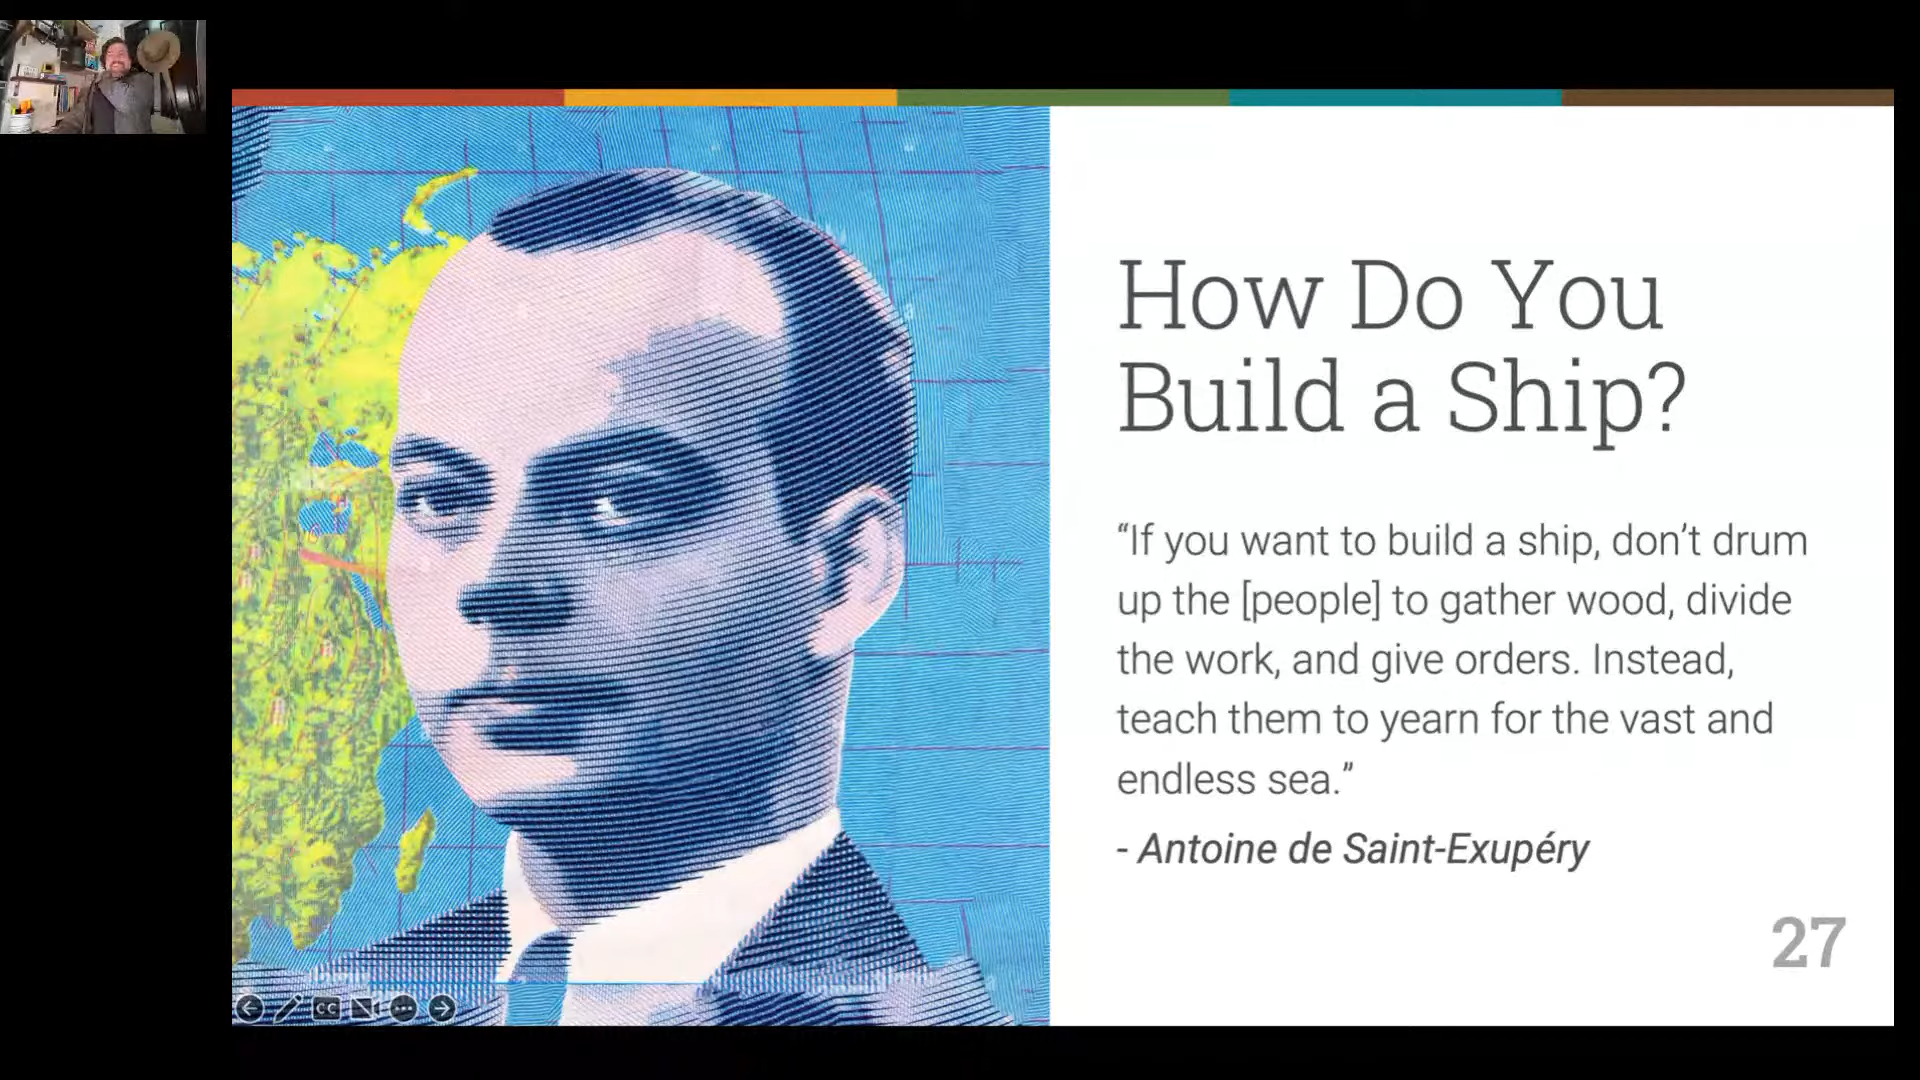 How Do You
Build a Ship?
“If you want to build a ship, don’t drum
up the [people] to gather wood, divide
the work, and give orders. Instead,
teach them to yearn for the vast and
endless sea.”
- Antoine de Saint-Exupéry
27
CC